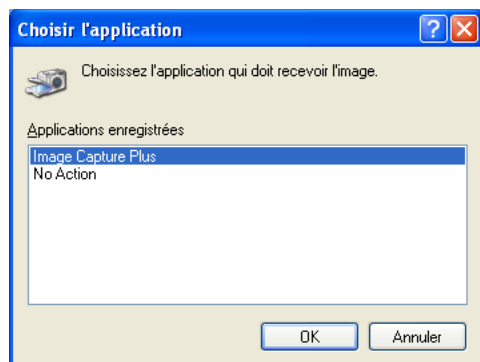 Choisir l'application
Choisissez l'application qui doit recevoir l'image.
Applications enregistrées
Image Capture Plus
No Action
OK
Annuler